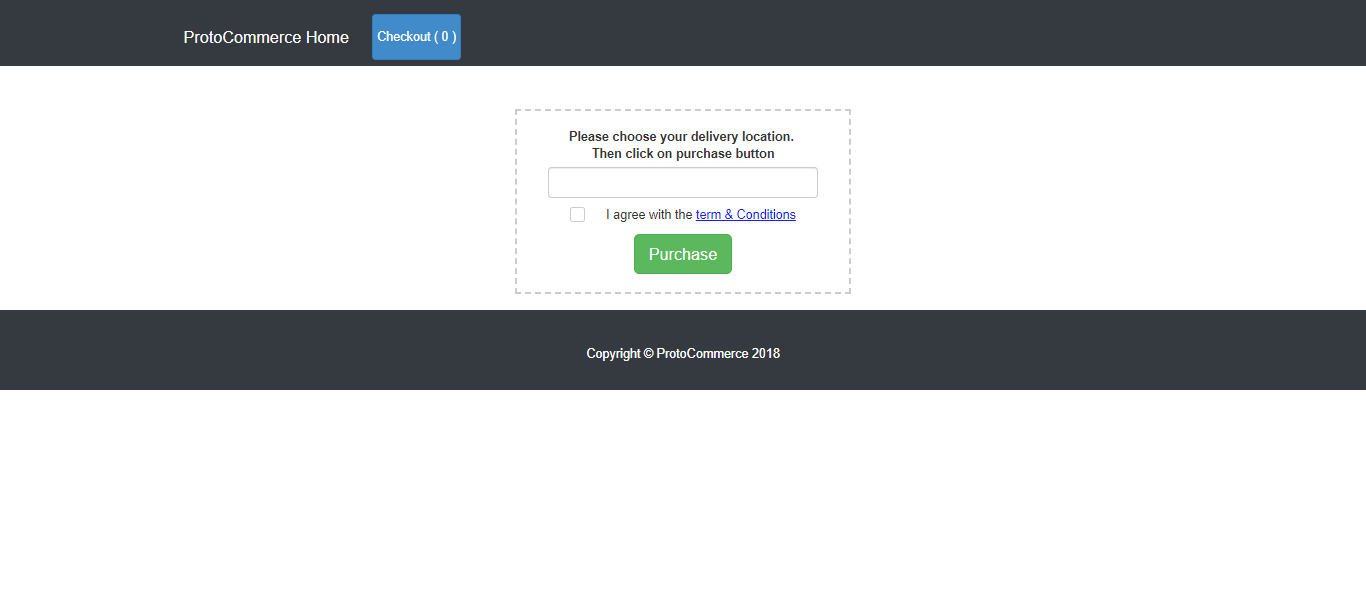 ProtoCommerce Home
Checkout ( 0 )
Please choose your delivery location.
Then click on purchase button
I agree with the term & Conditions
Purchase
Copyright © ProtoCommerce 2018